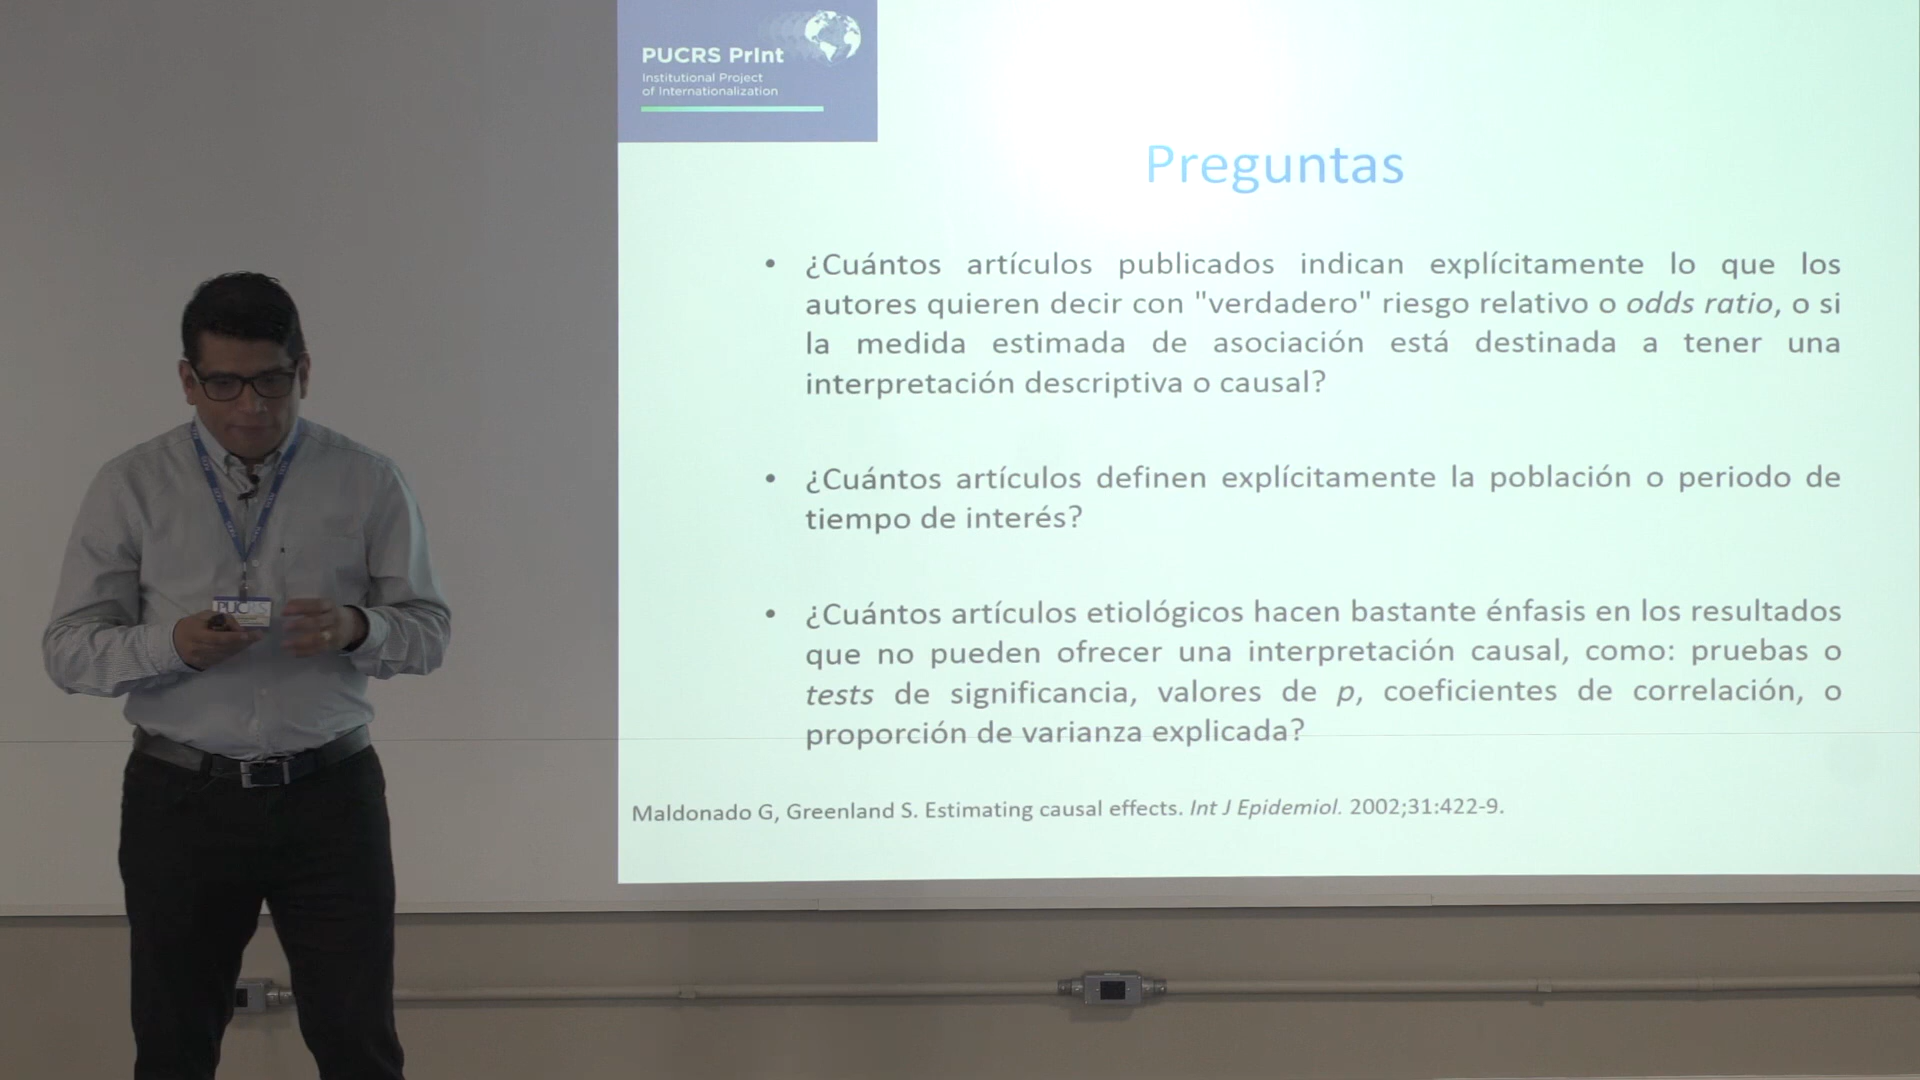 PUCRS PrInt
Institutional Project
of Internationalization
Preguntas
• ¿Cuántos artículos publicados indican explícitamente lo que los
autores quieren decir con "verdadero" riesgo relativo o odds ratio, o si
la medida estimada de asociación está destinada a tener una
interpretación descriptiva o causal?
• ¿Cuántos artículos definen explícitamente la población o periodo de
tiempo de interés?
• ¿Cuántos artículos etiológicos hacen bastante énfasis en los resultados
que no pueden ofrecer una interpretación causal, como: pruebas o
tests de significancia, valores de p, coeficientes de correlación, o
proporción de varianza explicada?
Maldonado G, Greenland S. Estimating causal effects. Int J Epidemiol. 2002;31:422-9.
PUCRS